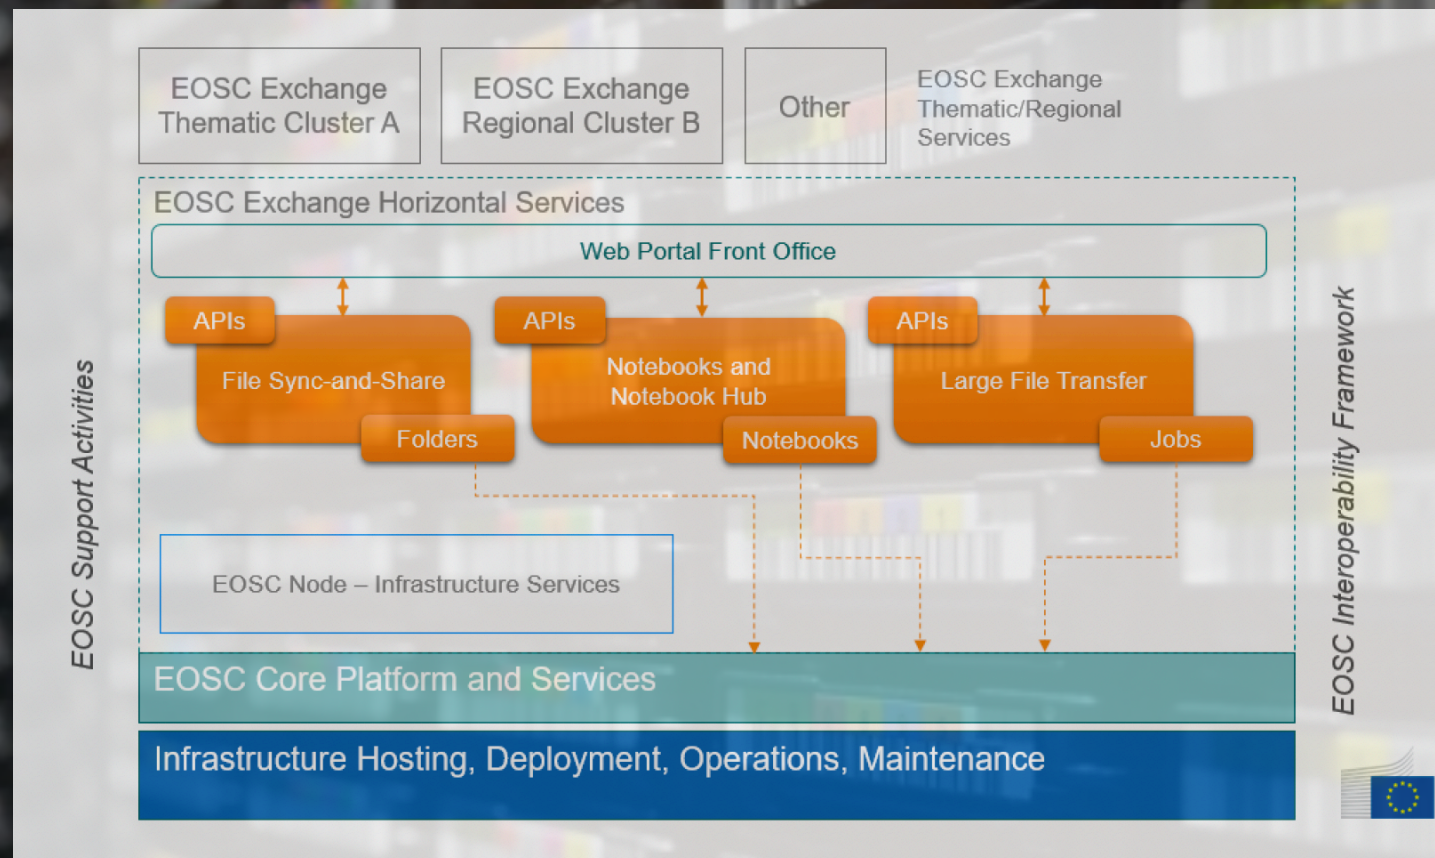 EOSC Exchange
Thematic Cluster A
EOSC Exchange
Regional Cluster B
Other
EOSC Exchange
Thematic/Regional
Services
EOSC Exchange Horizontal Services
Web Portal Front Office
APIs
File Sync-and-Share
Folders
APIs
Notebooks and
Notebook Hub
Notebooks
APIs
Large File Transfer
Jobs
EOSC Node – Infrastructure Services
EOSC Core Platform and Services
Infrastructure Hosting, Deployment, Operations, Maintenance
EOSC Support Activities
EOSC Interoperability Framework